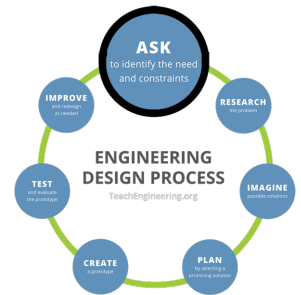 ASK
to identify the need
and constraints
RESEARCH
the problem
IMAGINE
possible solutions
PLAN
by selecting a
promising solution
CREATE
a prototype
TEST
and evaluate
the prototype
IMPROVE
and redesign
as needed
ENGINEERING
DESIGN PROCESS
TeachEngineering.org